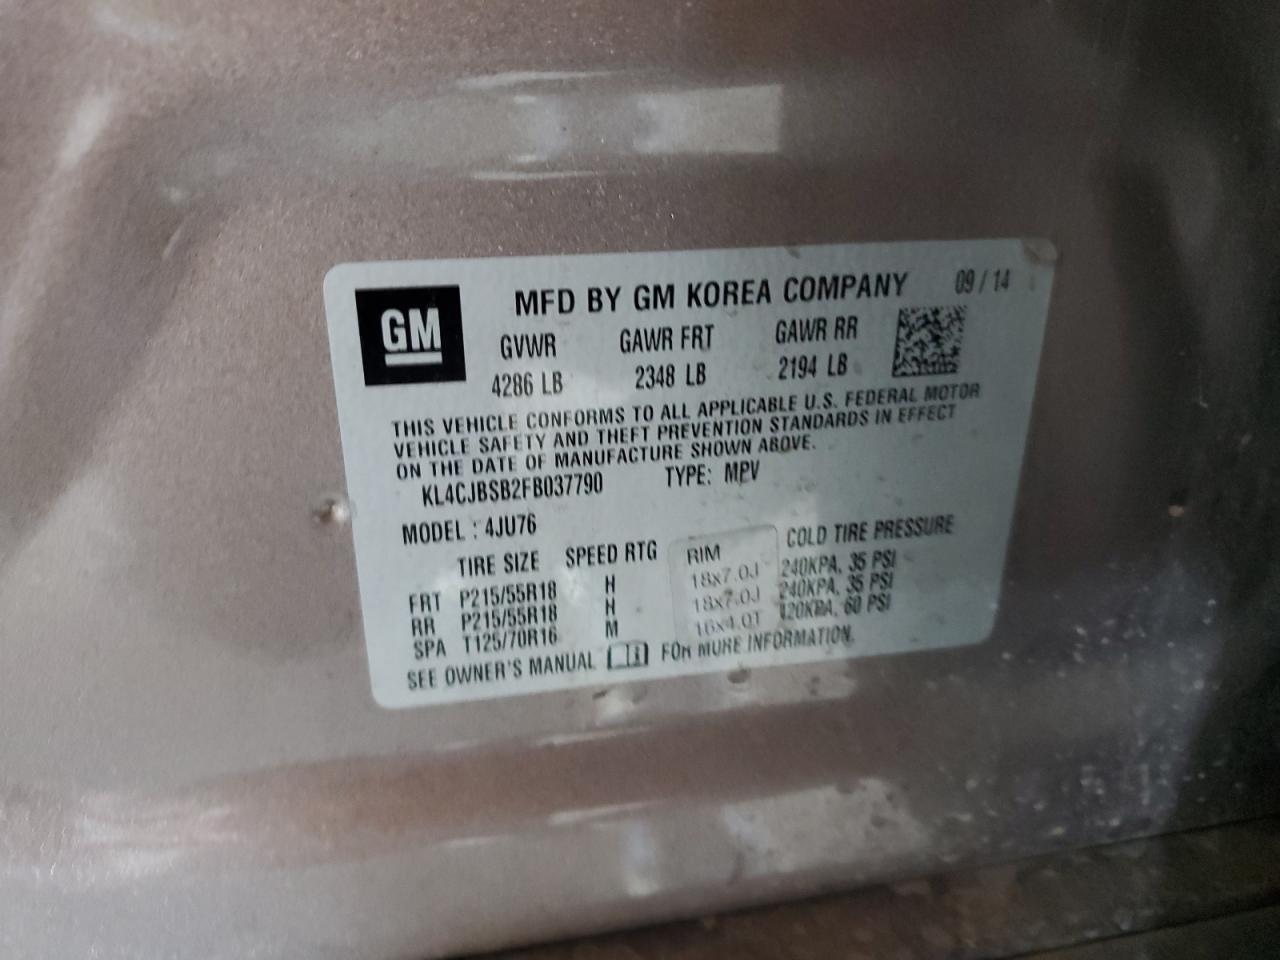 GM
MFD BY GM KOREA COMPANY 09 / 14
GVWR GAWR FRT GAWR RR
4286 LB 2348 LB 2194 LB
THIS VEHICLE CONFORMS TO ALL APPLICABLE U.S. FEDERAL MOTOR
VEHICLE SAFETY AND THEFT PREVENTION STANDARDS IN EFFECT
ON THE DATE OF MANUFACTURE SHOWN ABOVE.
KL4CJBSB2FB037790 TYPE: MPV
MODEL : 4JU76
TIRE SIZE SPEED RTG RIM COLD TIRE PRESSURE
FRT P215/55R18 H 18x7.0J 240KPA, 35 PSI
RR P215/55R18 H 18x7.0J 240KPA, 35 PSI
SPA T125/70R16 M 16x4.0T 420KPA, 60 PSI
SEE OWNER'S MANUAL FOR MORE INFORMATION.